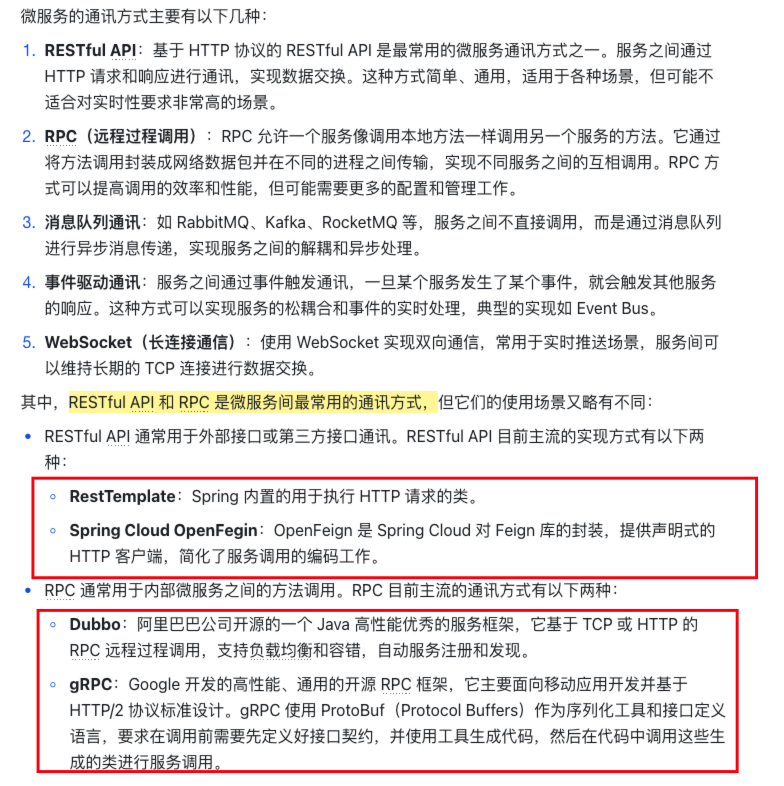 微服务的通讯方式主要有以下几种：
1. RESTful API：基于 HTTP 协议的 RESTful API 是最常用的微服务通讯方式之一。服务之间通过
HTTP 请求和响应进行通讯，实现数据交换。这种方式简单、通用，适用于各种场景，但可能不
适合对实时性要求非常高的场景。
2. RPC（远程过程调用）：RPC 允许一个服务像调用本地方法一样调用另一个服务的方法。它通过
将方法调用封装成网络数据包并在不同的进程之间传输，实现不同服务之间的互相调用。RPC 方
式可以提高调用的效率和性能，但可能需要更多的配置和管理工作。
3. 消息队列通讯：如 RabbitMQ、Kafka、RocketMQ 等，服务之间不直接调用，而是通过消息队列
进行异步消息传递，实现服务之间的解耦和异步处理。
4. 事件驱动通讯：服务之间通过事件触发通讯，一旦某个服务发生了某个事件，就会触发其他服务
的响应。这种方式可以实现服务的松耦合和事件的实时处理，典型的实现如 Event Bus。
5. WebSocket（长连接通信）：使用 WebSocket 实现双向通信，常用于实时推送场景，服务间可
以维持长期的 TCP 连接进行数据交换。
其中，RESTful API 和 RPC 是微服务间最常用的通讯方式，但它们的使用场景又略有不同：
• RESTful API 通常用于外部接口或第三方接口通讯。RESTful API 目前主流的实现方式有以下两
种：
◦ RestTemplate：Spring 内置的用于执行 HTTP 请求的类。
◦ Spring Cloud OpenFegin：OpenFeign 是 Spring Cloud 对 Feign 库的封装，提供声明式的
HTTP 客户端，简化了服务调用的编码工作。
• RPC 通常用于内部微服务之间的方法调用。RPC 目前主流的通讯方式有以下两种：
◦ Dubbo：阿里巴巴公司开源的一个 Java 高性能优秀的服务框架，它基于 TCP 或 HTTP 的
RPC 远程过程调用，支持负载均衡和容错，自动服务注册和发现。
◦ gRPC：Google 开发的高性能、通用的开源 RPC 框架，它主要面向移动应用开发并基于
HTTP/2 协议标准设计。gRPC 使用 ProtoBuf（Protocol Buffers）作为序列化工具和接口定义
语言，要求在调用前需要先定义好接口契约，并使用工具生成代码，然后在代码中调用这些生
成的类进行服务调用。